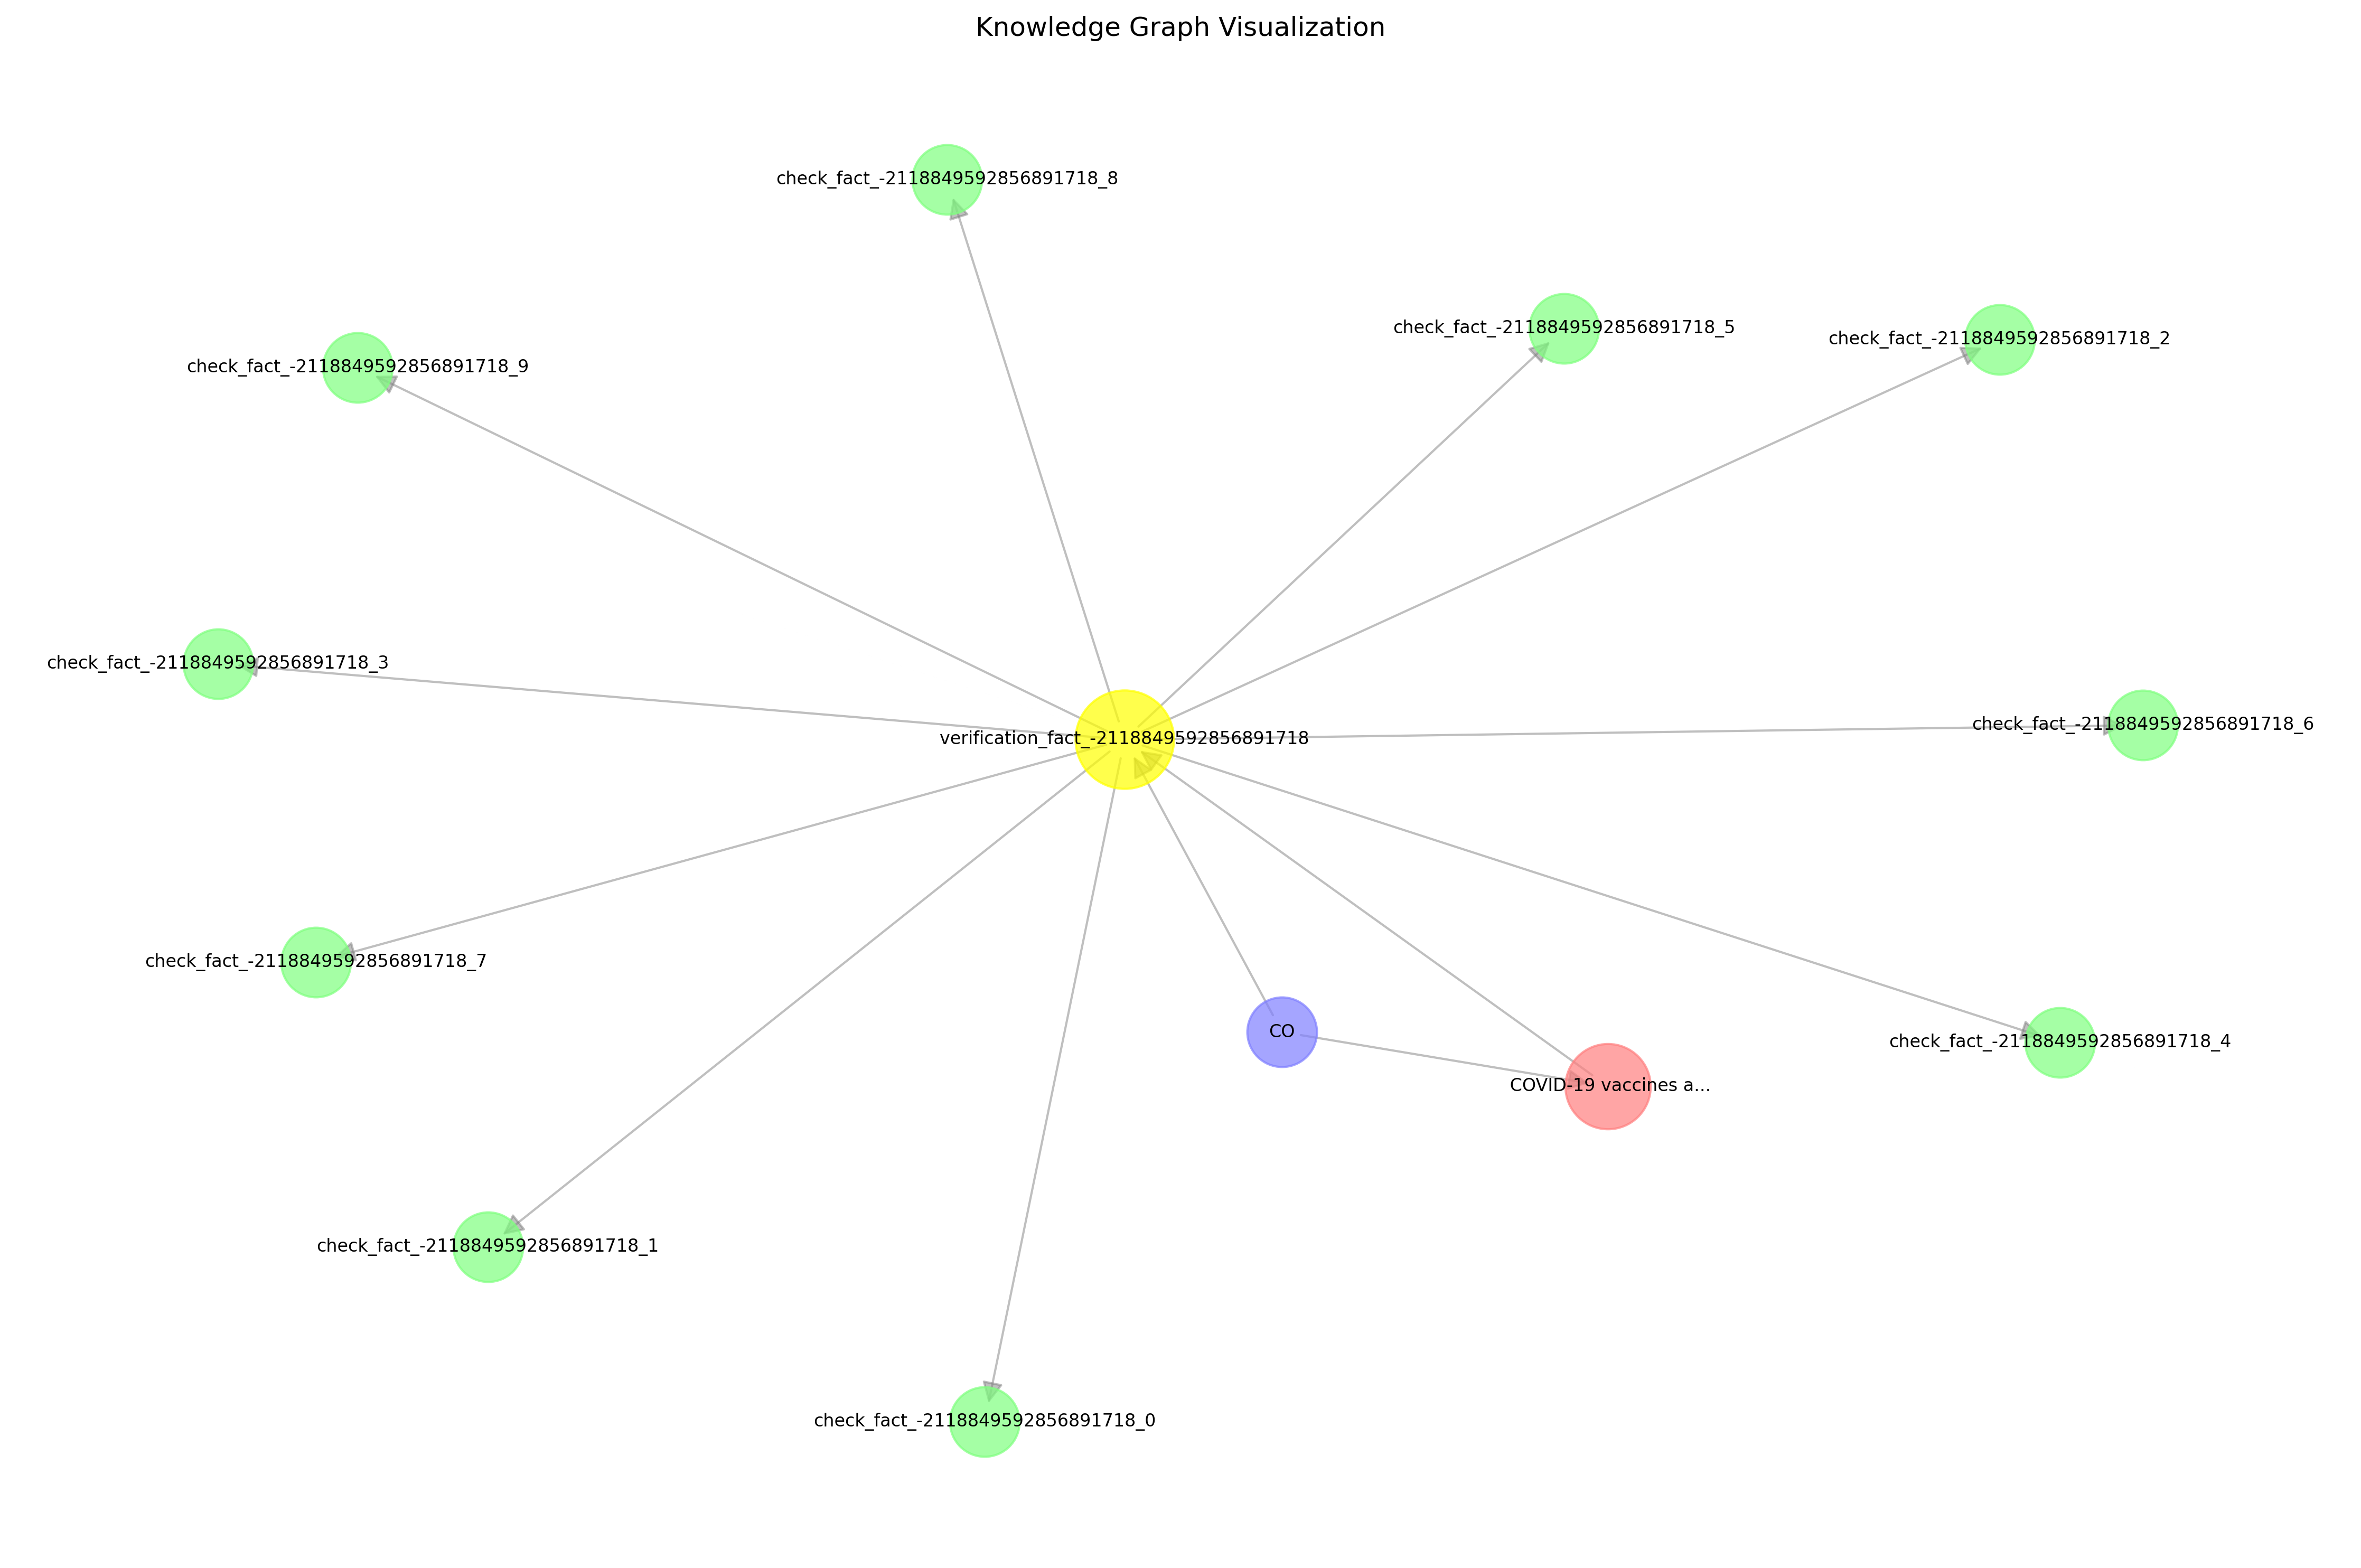 Knowledge Graph Visualization
check_fact_-2118849592856891718_8
check_fact_-2118849592856891718_5
check_fact_-2118849592856891718_2
check_fact_-2118849592856891718_9
check_fact_-2118849592856891718_3
check_fact_-2118849592856891718_6
verification_fact_-2118849592856891718
check_fact_-2118849592856891718_7
CO
check_fact_-2118849592856891718_4
COVID-19 vaccines a...
check_fact_-2118849592856891718_1
check_fact_-2118849592856891718_0